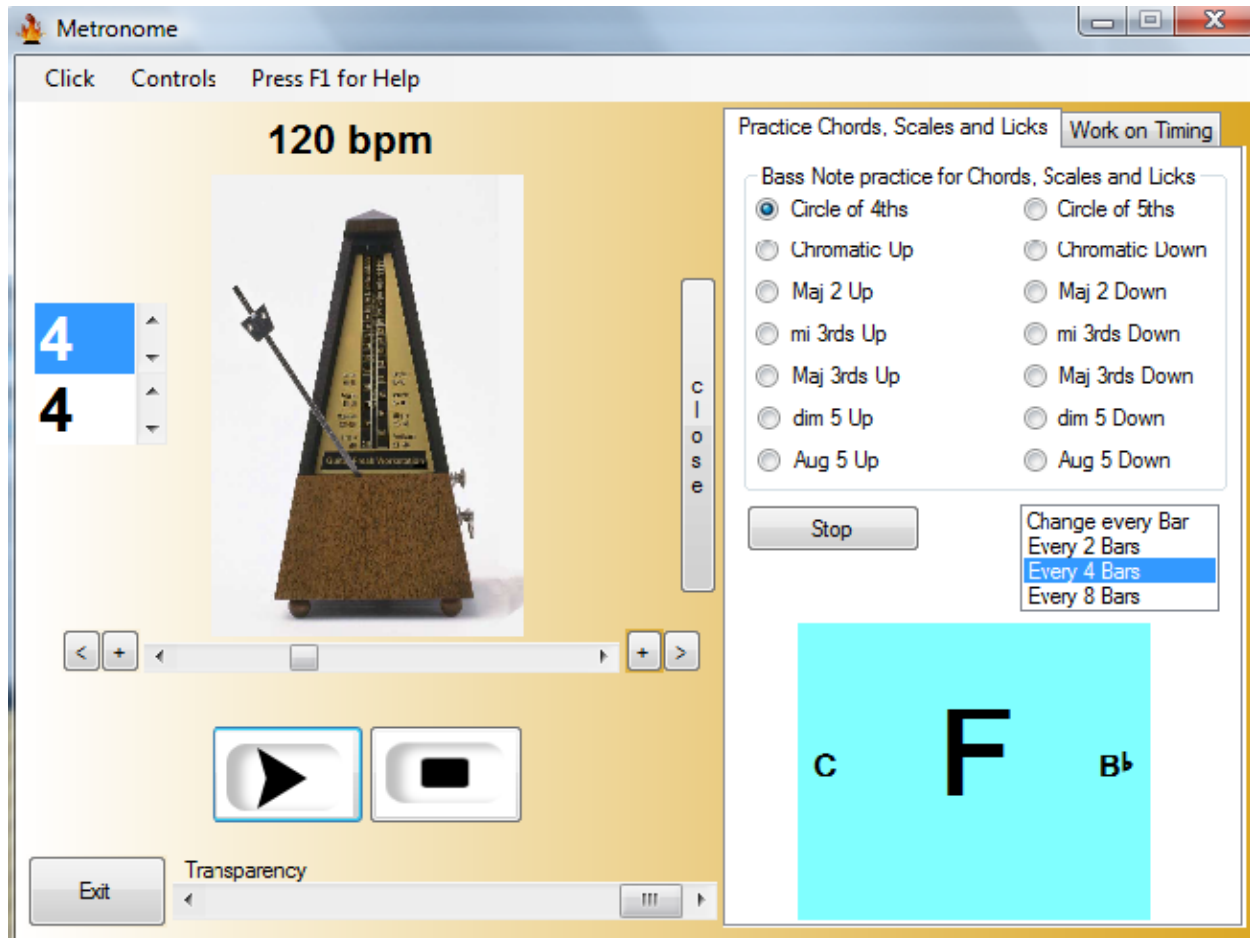 Metronome
Click Controls Press F1 for Help
120 bpm
4
4
Guitar Freak Workstation
close
< + + >
Transparency
Exit
Practice Chords, Scales and Licks Work on Timing
Bass Note practice for Chords, Scales and Licks
Circle of 4ths Circle of 5ths
Chromatic Up Chromatic Down
Maj 2 Up Maj 2 Down
mi 3rds Up mi 3rds Down
Maj 3rds Up Maj 3rds Down
dim 5 Up dim 5 Down
Aug 5 Up Aug 5 Down
Stop
Change every Bar
Every 2 Bars
Every 4 Bars
Every 8 Bars
C F B♭